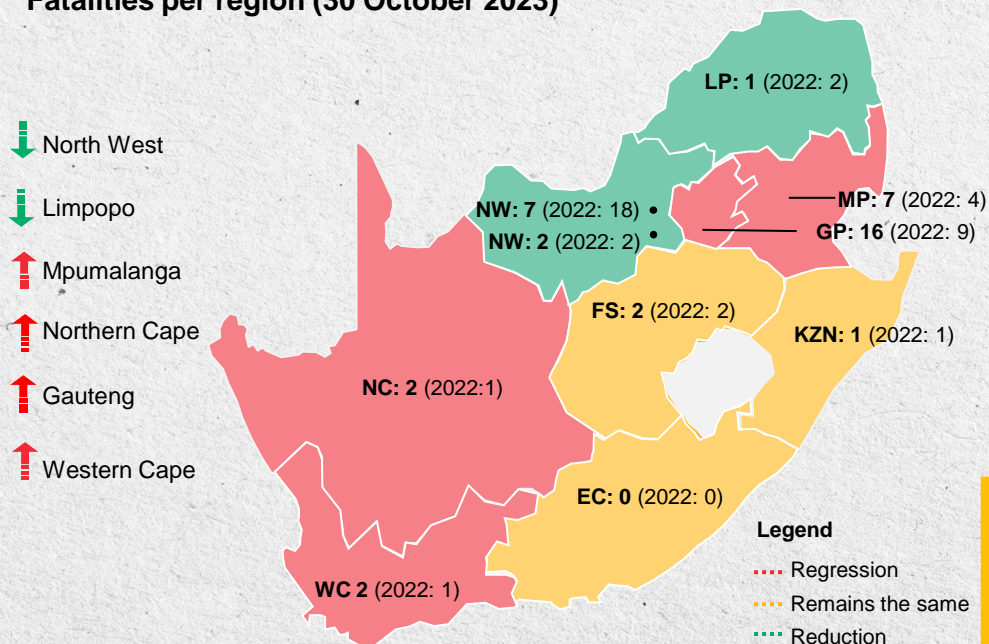 Fatalities per region (30 October 2023)
North West
Limpopo
Mpumalanga
Northern Cape
Gauteng
Western Cape
LP: 1 (2022: 2)
MP: 7 (2022: 4)
NW: 7 (2022: 18)
GP: 16 (2022: 9)
NW: 2 (2022: 2)
FS: 2 (2022: 2)
KZN: 1 (2022: 1)
NC: 2 (2022:1)
EC: 0 (2022: 0)
WC 2 (2022: 1)
Legend
Regression
Remains the same
Reduction